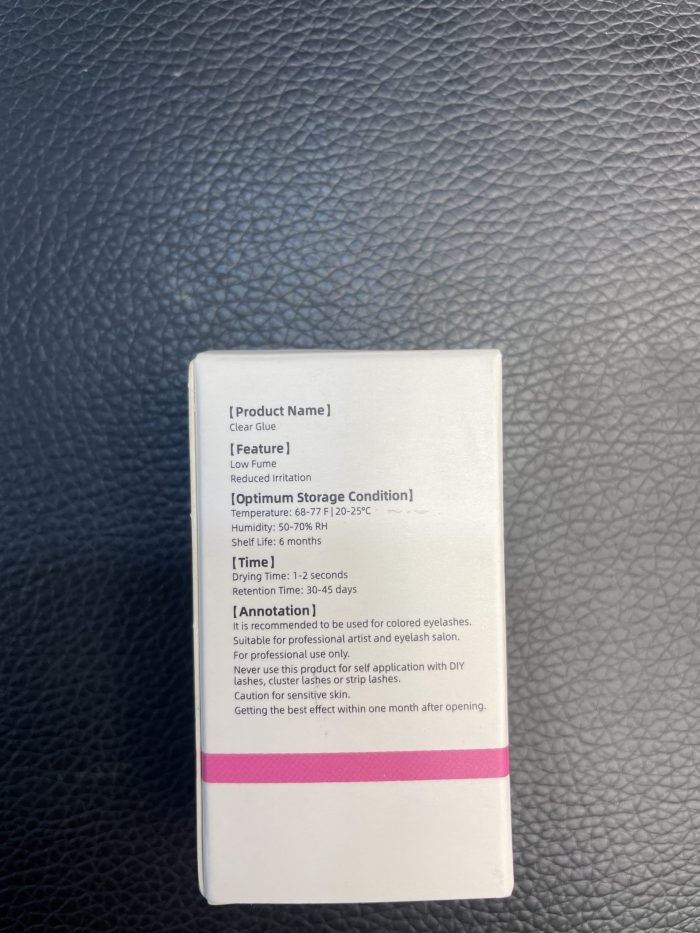 【Product Name】
Clear Glue
【Feature】
Low Fume
Reduced Irritation
【Optimum Storage Condition】
Temperature: 68-77 F | 20-25℃
Humidity: 50-70% RH
Shelf Life: 6 months
【Time】
Drying Time: 1-2 seconds
Retention Time: 30-45 days
【Annotation】
It is recommended to be used for colored eyelashes.
Suitable for professional artist and eyelash salon.
For professional use only.
Never use this product for self application with DIY
lashes, cluster lashes or strip lashes.
Caution for sensitive skin.
Getting the best effect within one month after opening.